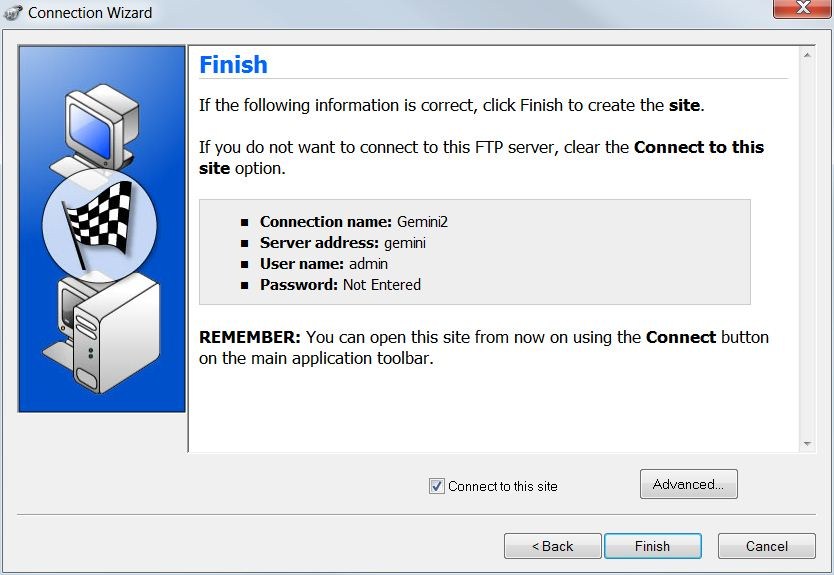 Connection Wizard
Finish
If the following information is correct, click Finish to create the site.
If you do not want to connect to this FTP server, clear the Connect to this
site option.
Connection name: Gemini2
Server address: gemini
User name: admin
Password: Not Entered
REMEMBER: You can open this site from now on using the Connect button
on the main application toolbar.
Connect to this site
Advanced...
< Back
Finish
Cancel